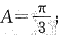 A = π/3;